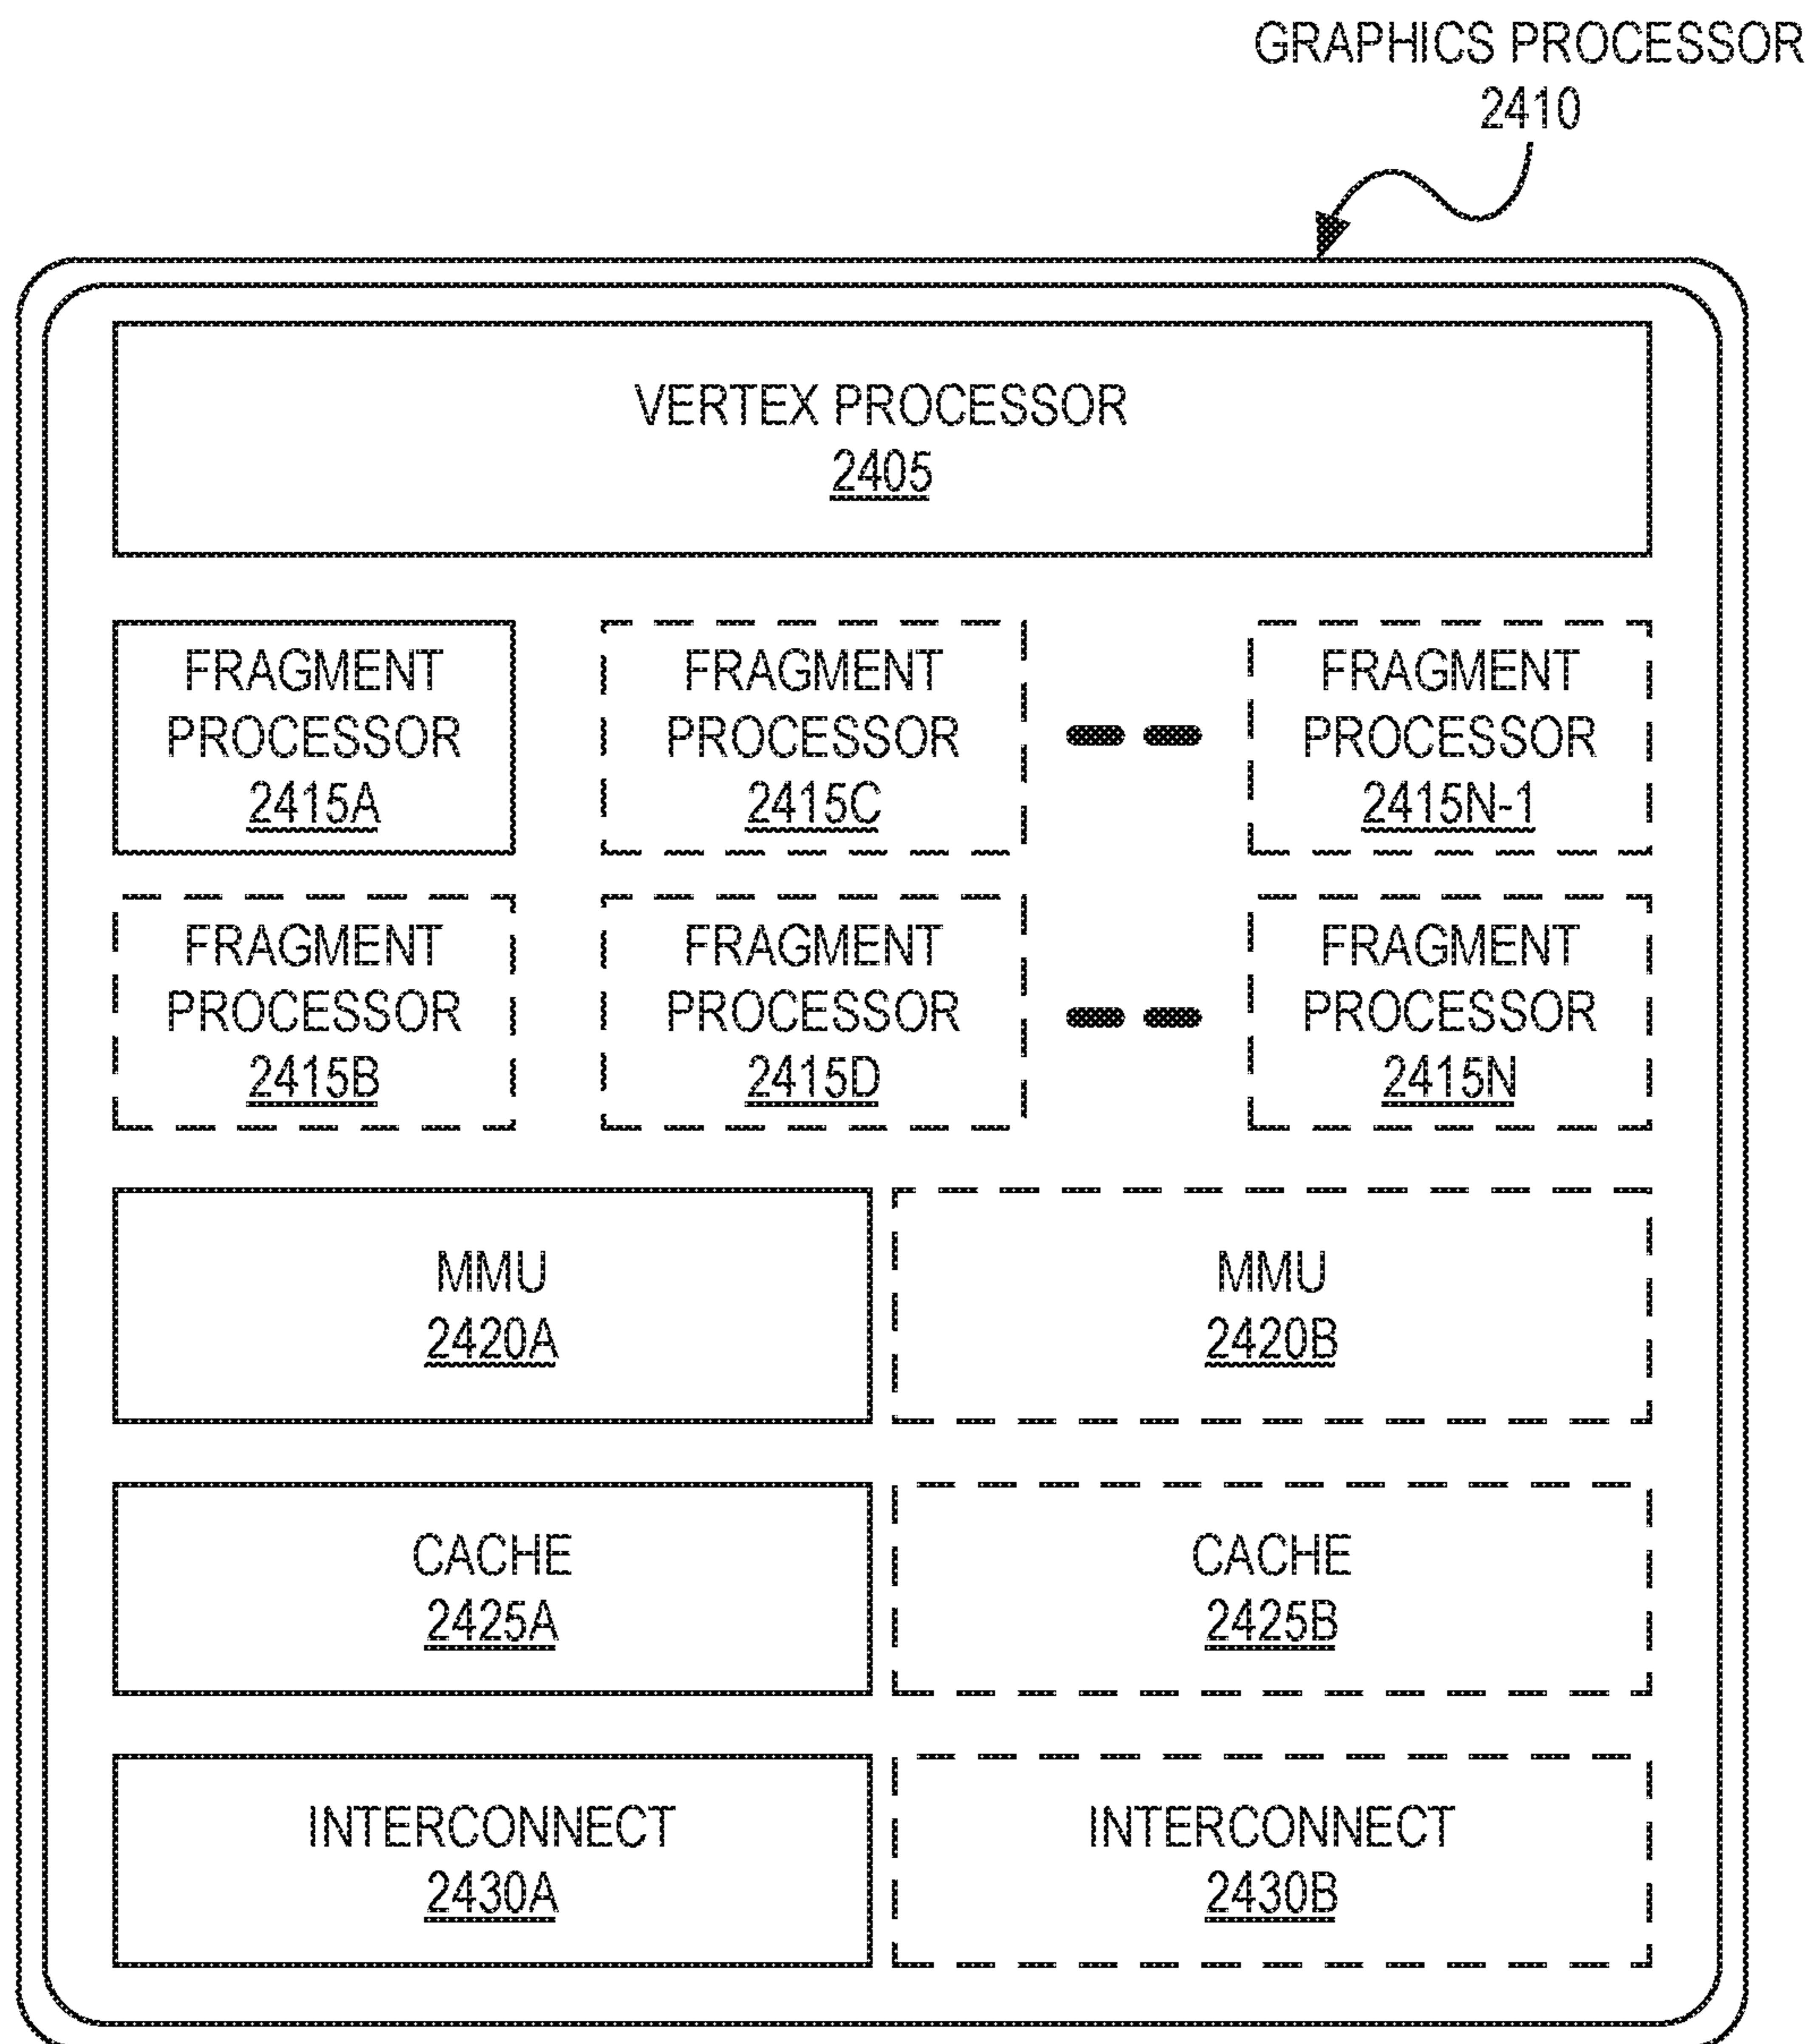 GRAPHICS PROCESSOR
2410
VERTEX PROCESSOR
2405
FRAGMENT
PROCESSOR
2415A
FRAGMENT
PROCESSOR
2415C
FRAGMENT
PROCESSOR
2415N-1
FRAGMENT
PROCESSOR
2415B
FRAGMENT
PROCESSOR
2415D
FRAGMENT
PROCESSOR
2415N
MMU
2420A
MMU
2420B
CACHE
2425A
CACHE
2425B
INTERCONNECT
2430A
INTERCONNECT
2430B